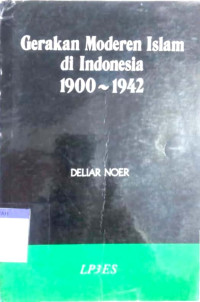 Gerakan Moderen Islam
di Indonesia
1900~1942
DELIAR NOER
LP3ES